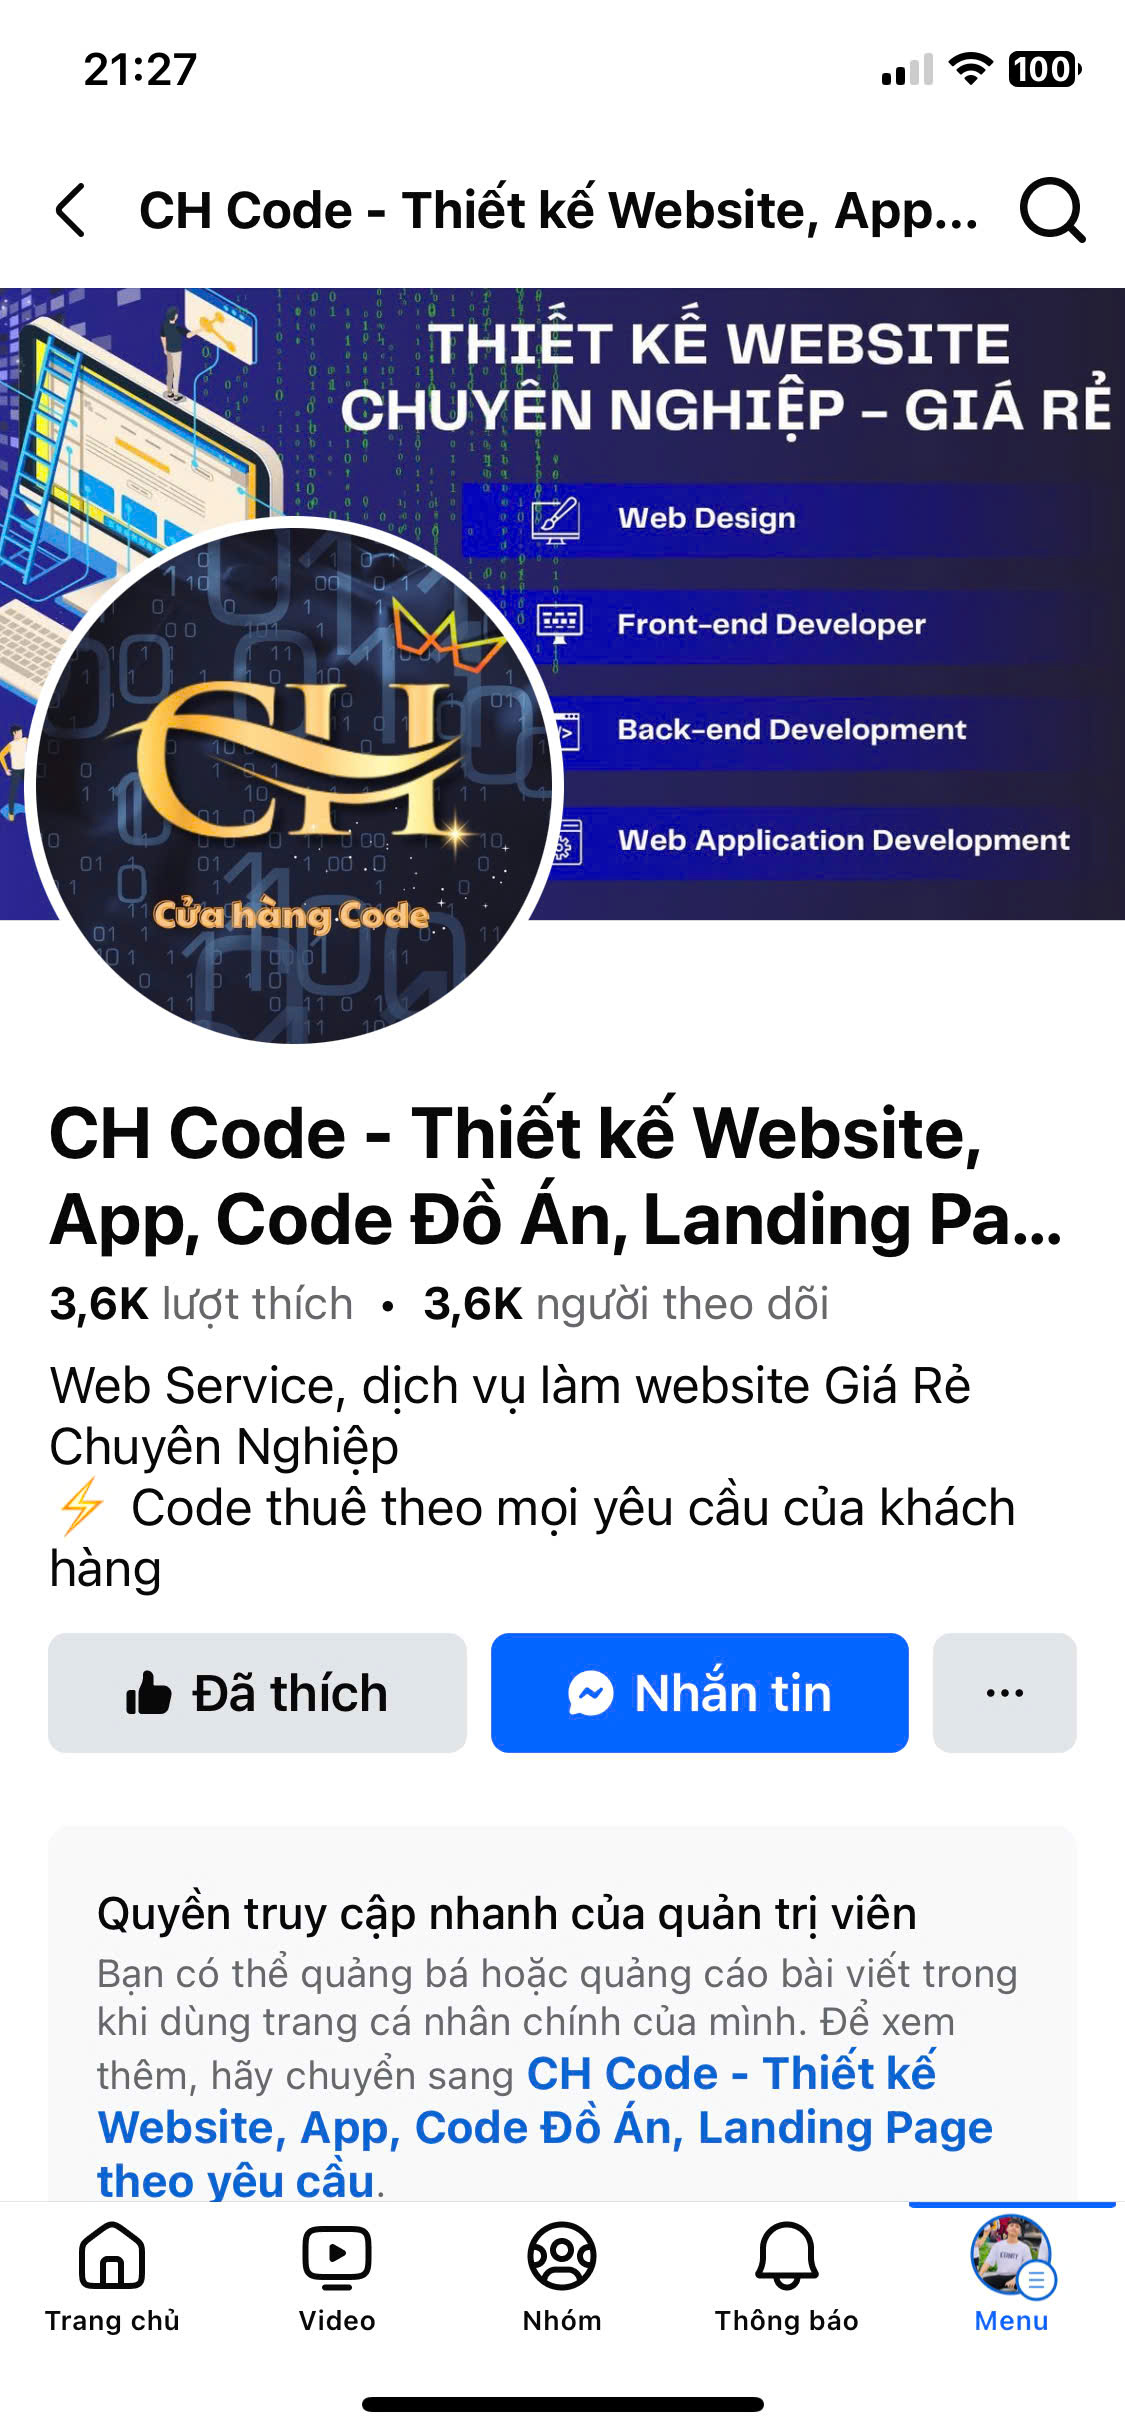 21:27
100
CH Code - Thiết kế Website, App...
THIẾT KẾ WEBSITE
CHUYÊN NGHIỆP – GIÁ RẺ
Web Design
Front-end Developer
Back-end Development
Web Application Development
CH
Cửa hàng Code
CH Code - Thiết kế Website,
App, Code Đồ Án, Landing Pa...
3,6K lượt thích • 3,6K người theo dõi
Web Service, dịch vụ làm website Giá Rẻ
Chuyên Nghiệp
⚡ Code thuê theo mọi yêu cầu của khách
hàng
Đã thích
Nhắn tin
Quyền truy cập nhanh của quản trị viên
Bạn có thể quảng bá hoặc quảng cáo bài viết trong
khi dùng trang cá nhân chính của mình. Để xem
thêm, hãy chuyển sang CH Code - Thiết kế
Website, App, Code Đồ Án, Landing Page
theo yêu cầu.
Trang chủ
Video
Nhóm
Thông báo
Menu